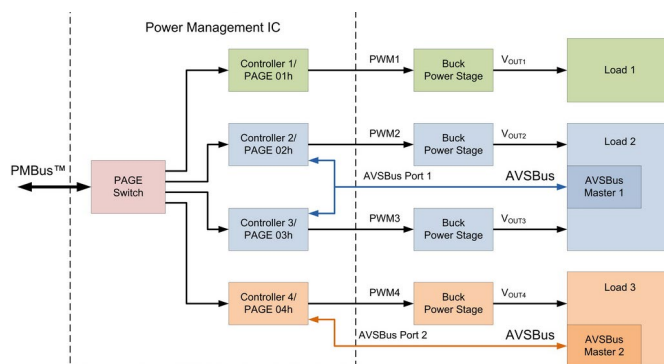 Power Management IC
Controller 1/
PAGE 01h
PWM1
Buck
Power Stage
VOUT1
Load 1
Controller 2/
PAGE 02h
PWM2
Buck
Power Stage
VOUT2
Load 2
PMBus™
PAGE
Switch
AVSBus Port 1
AVSBus
AVSBus
Master 1
Controller 3/
PAGE 03h
PWM3
Buck
Power Stage
VOUT3
Controller 4/
PAGE 04h
PWM4
Buck
Power Stage
VOUT4
Load 3
AVSBus Port 2
AVSBus
AVSBus
Master 2